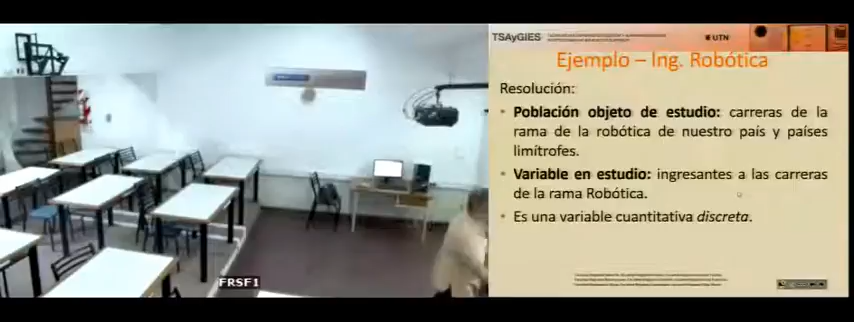 FRSF1
TSAyGIES
UTN
Ejemplo – Ing. Robótica
Resolución:
• Población objeto de estudio: carreras de la
rama de la robótica de nuestro país y países
limítrofes.
• Variable en estudio: ingresantes a las carreras
de la rama Robótica.
• Es una variable cuantitativa discreta.